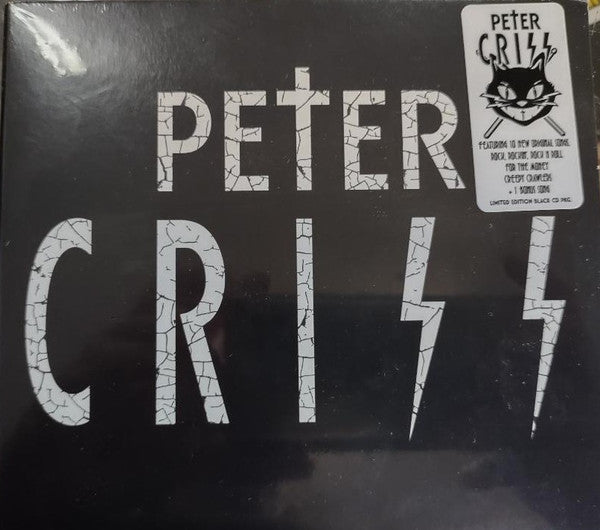 PETER
CRISS
PETER
CRISS
FEATURING 10 NEW ORIGINAL SONGS.
ROCK, ROCKIN', ROCK N ROLL
FOR THE MONEY
CREEPY CRAWLERS
+ 1 BONUS SONG
LIMITED EDITION BLACK CD PKG.